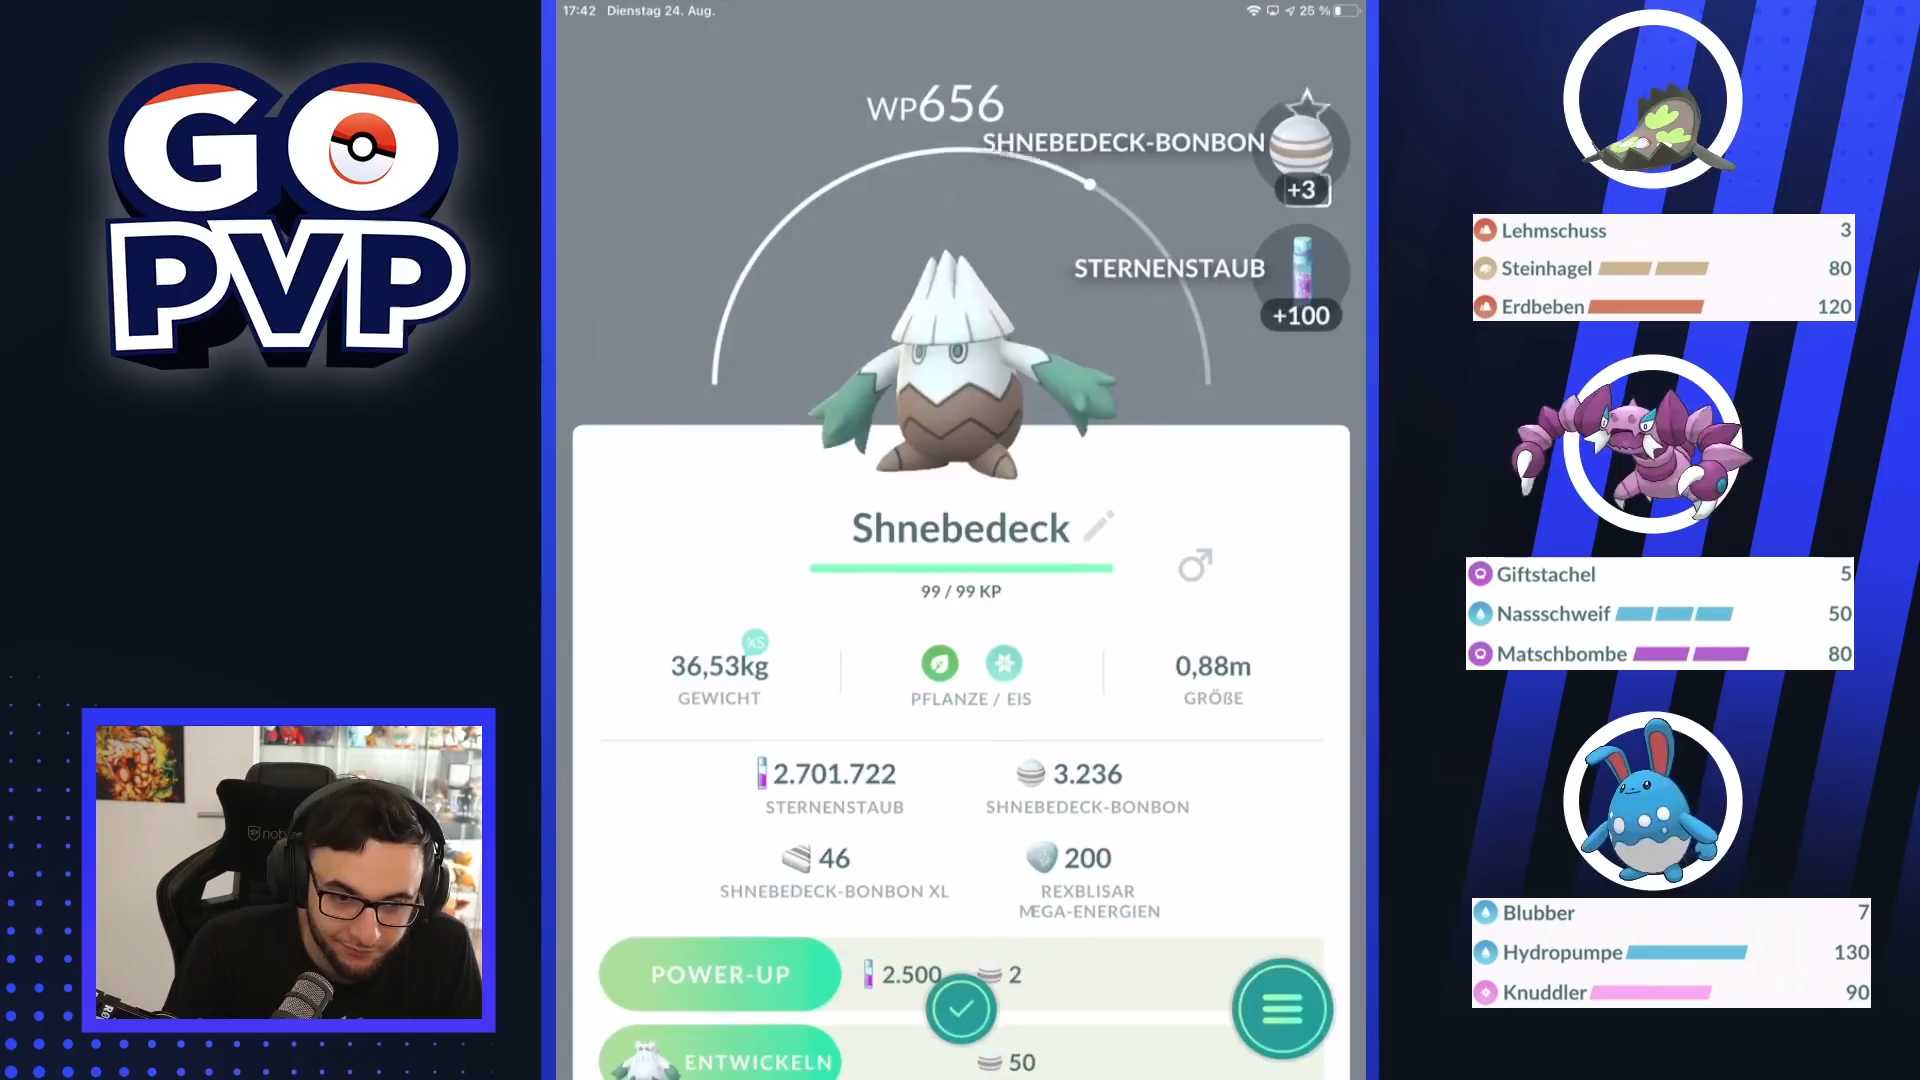 17:42 Dienstag 24. Aug.
25 %
GO
PVP
WP656
SHNEBEDECK-BONBON
+3
STERNENSTAUB
+100
Shnebedeck
99 / 99 KP
XS
36,53kg
GEWICHT
PFLANZE / EIS
0,88m
GRÖßE
2.701.722
STERNENSTAUB
3.236
SHNEBEDECK-BONBON
46
SHNEBEDECK-BONBON XL
200
REXBLISAR
MEGA-ENERGIEN
POWER-UP
2.500
2
ENTWICKELN
50
Lehmschuss 3
Steinhagel 80
Erdbeben 120
Giftstachel 5
Nassschweif 50
Matschbombe 80
Blubber 7
Hydropumpe 130
Knuddler 90